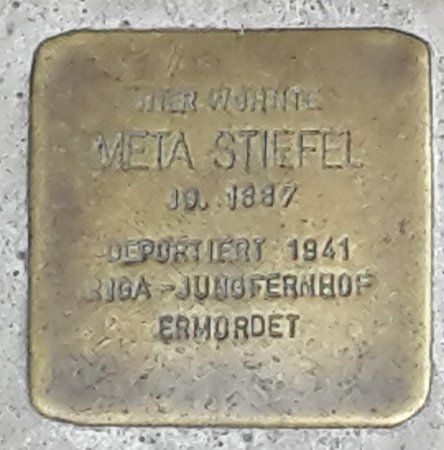 HIER WOHNTE
META STIEFEL
JG. 1887
DEPORTIERT 1941
RIGA-JUNGFERNHOF
ERMORDET